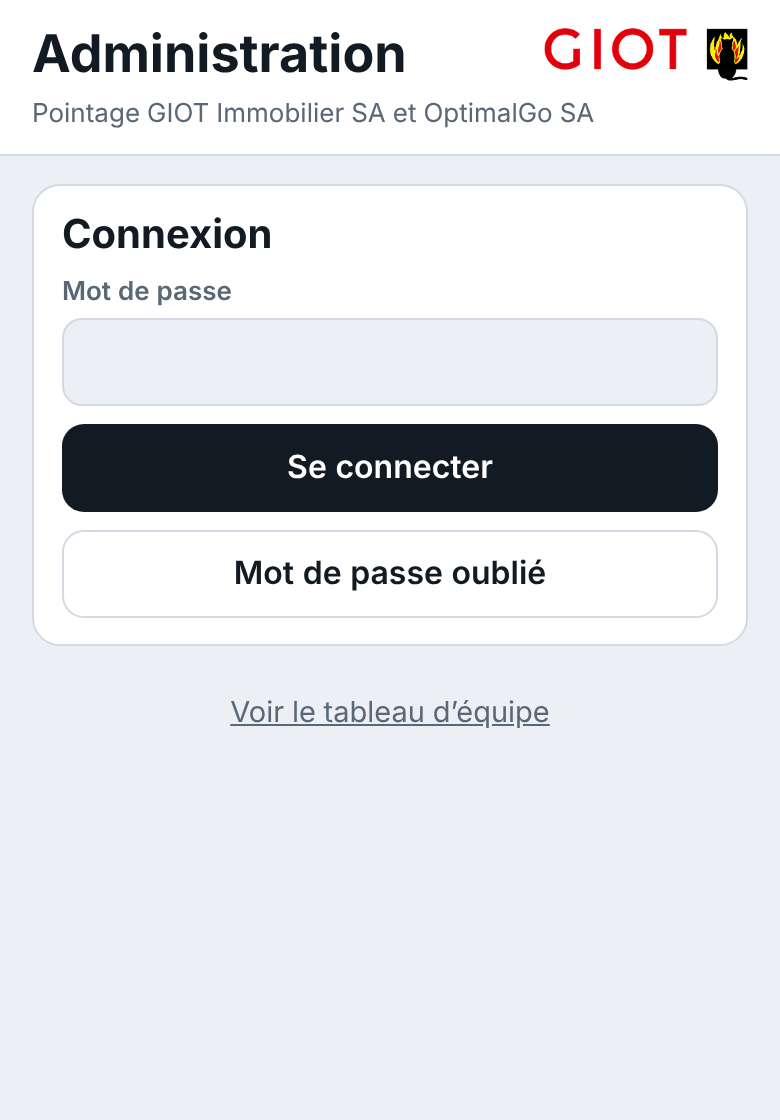 Administration
GIOT
Pointage GIOT Immobilier SA et OptimalGo SA
Connexion
Mot de passe
Se connecter
Mot de passe oublié
Voir le tableau d’équipe